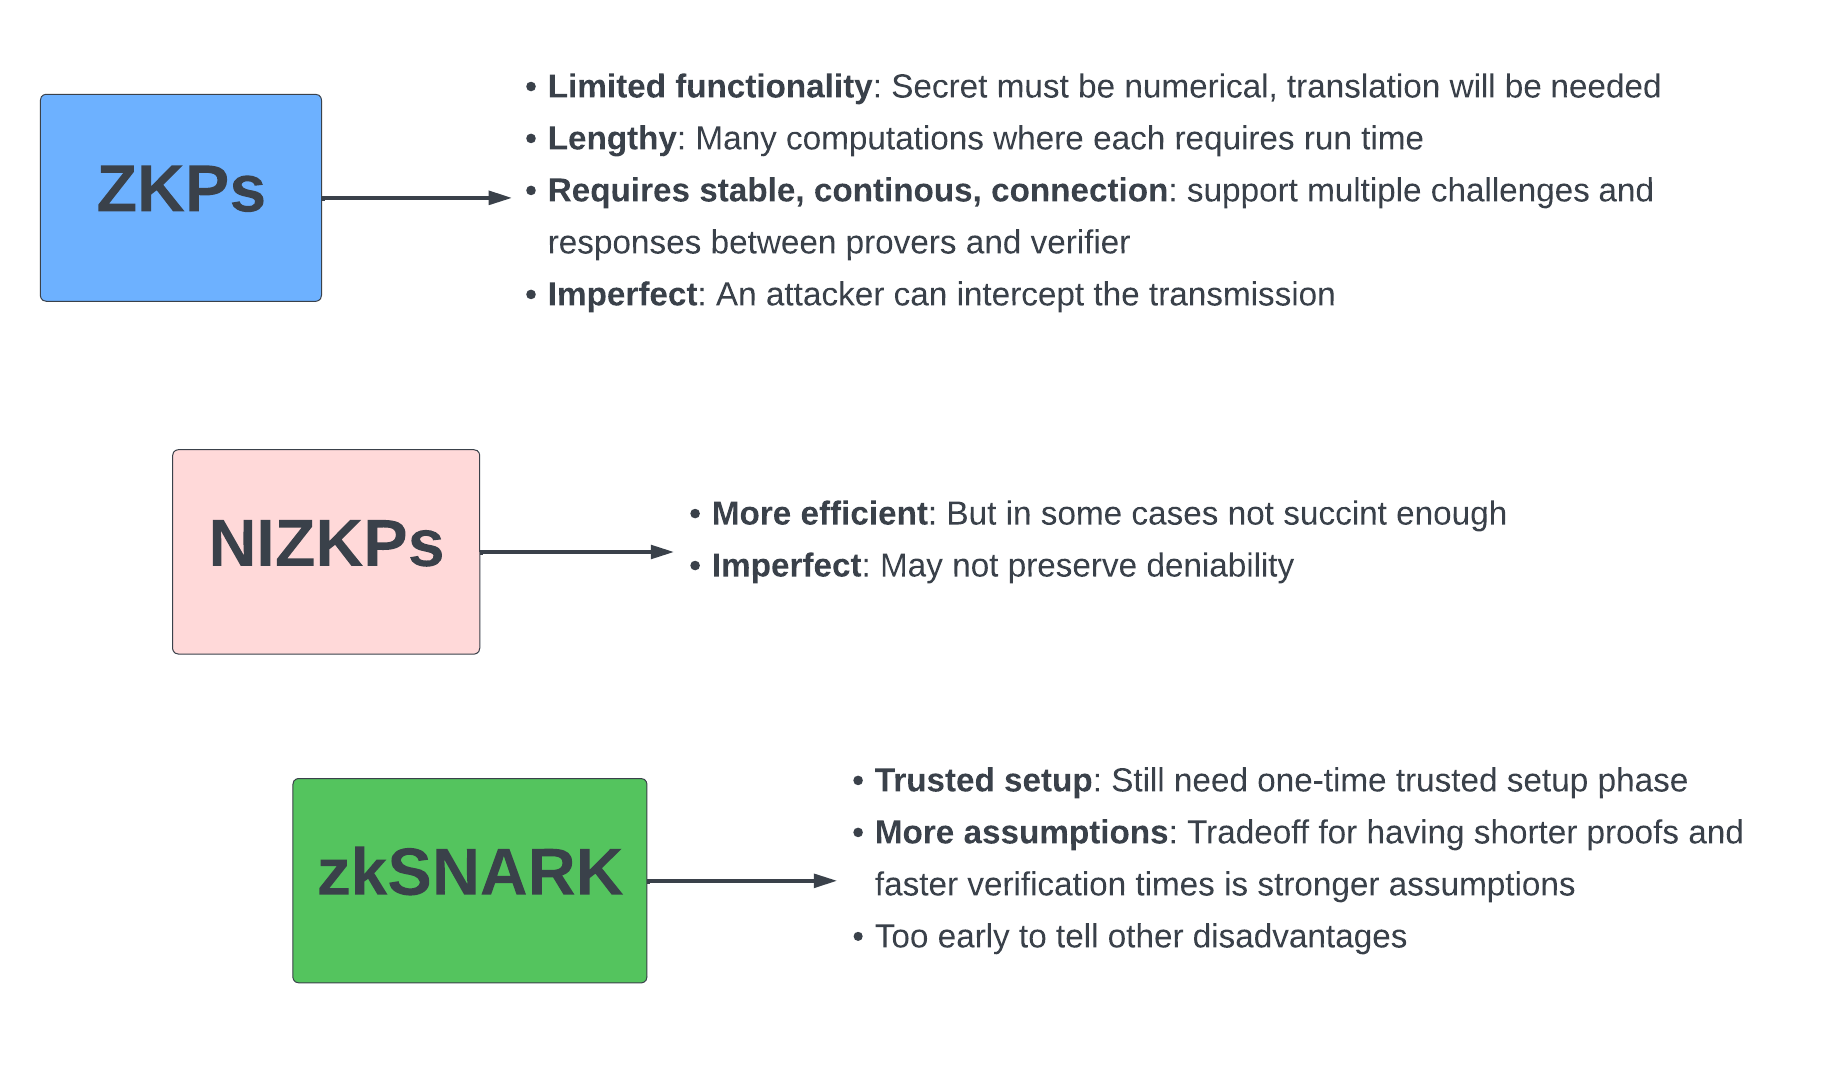 ZKPs
• Limited functionality: Secret must be numerical, translation will be needed
• Lengthy: Many computations where each requires run time
• Requires stable, continous, connection: support multiple challenges and
responses between provers and verifier
• Imperfect: An attacker can intercept the transmission
NIZKPs
• More efficient: But in some cases not succint enough
• Imperfect: May not preserve deniability
zkSNARK
• Trusted setup: Still need one-time trusted setup phase
• More assumptions: Tradeoff for having shorter proofs and
faster verification times is stronger assumptions
• Too early to tell other disadvantages